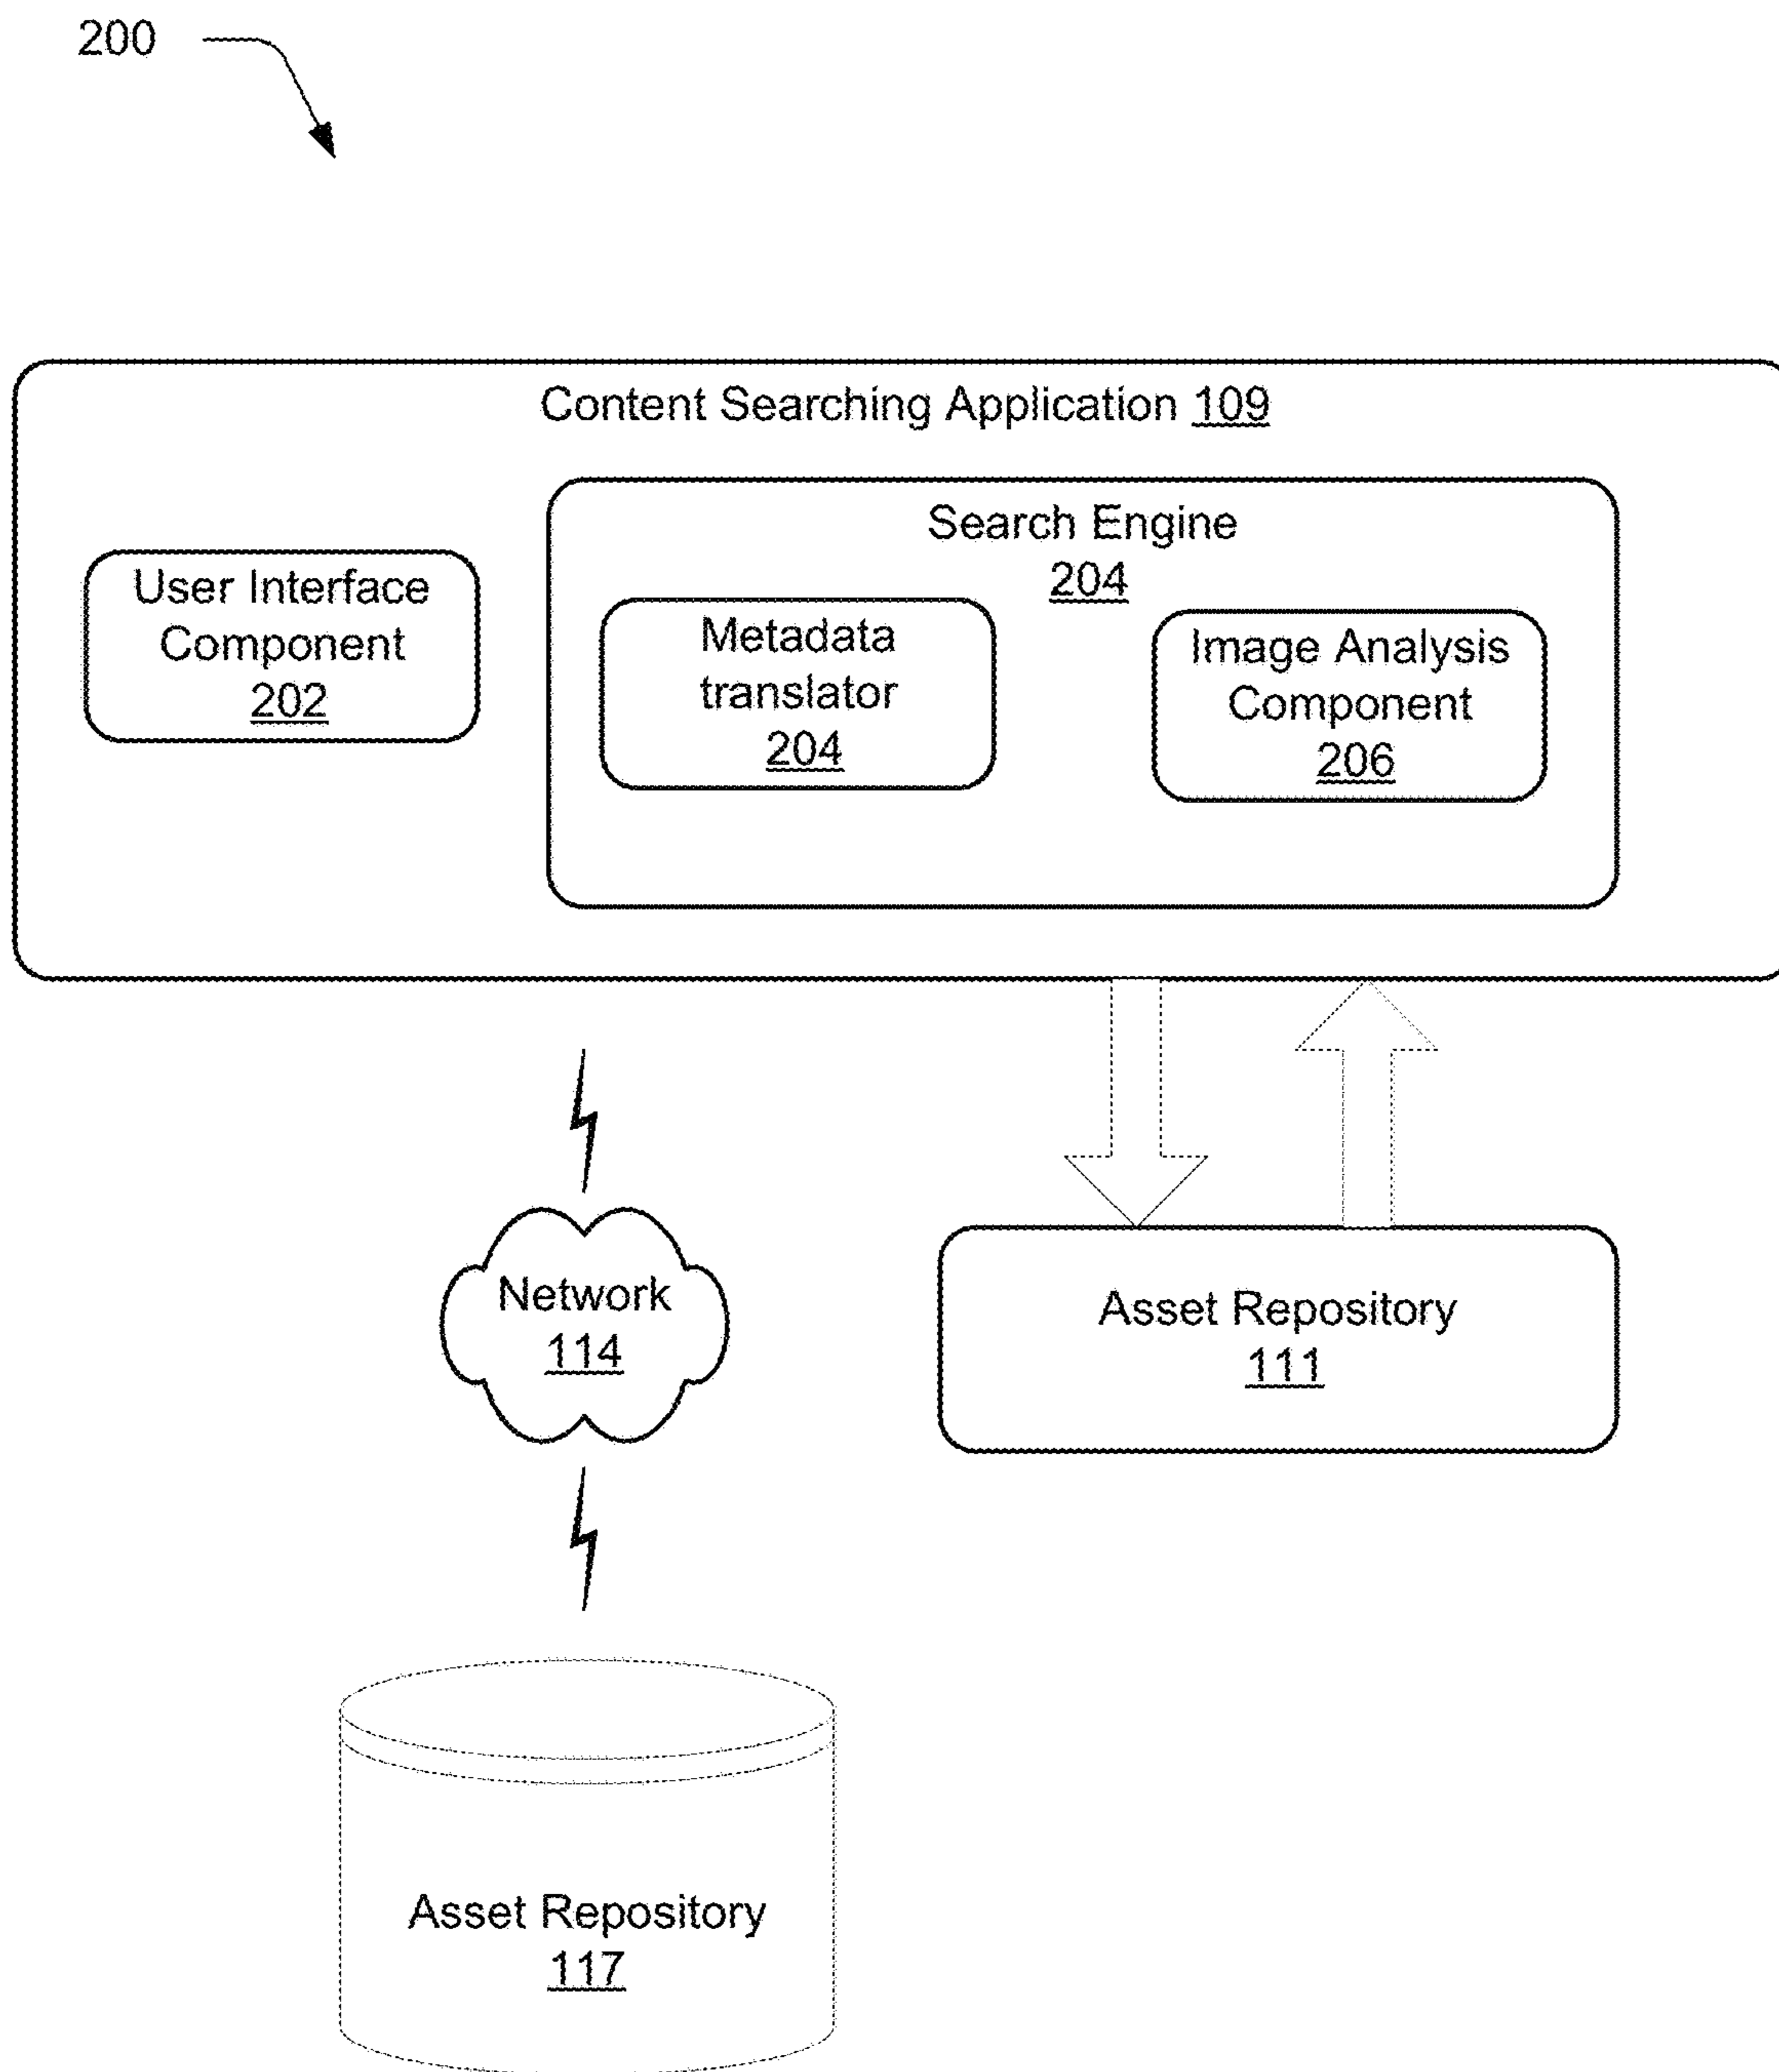 200
Content Searching Application 109
Search Engine
204
User Interface
Component
202
Metadata
translator
204
Image Analysis
Component
206
Network
114
Asset Repository
111
Asset Repository
117